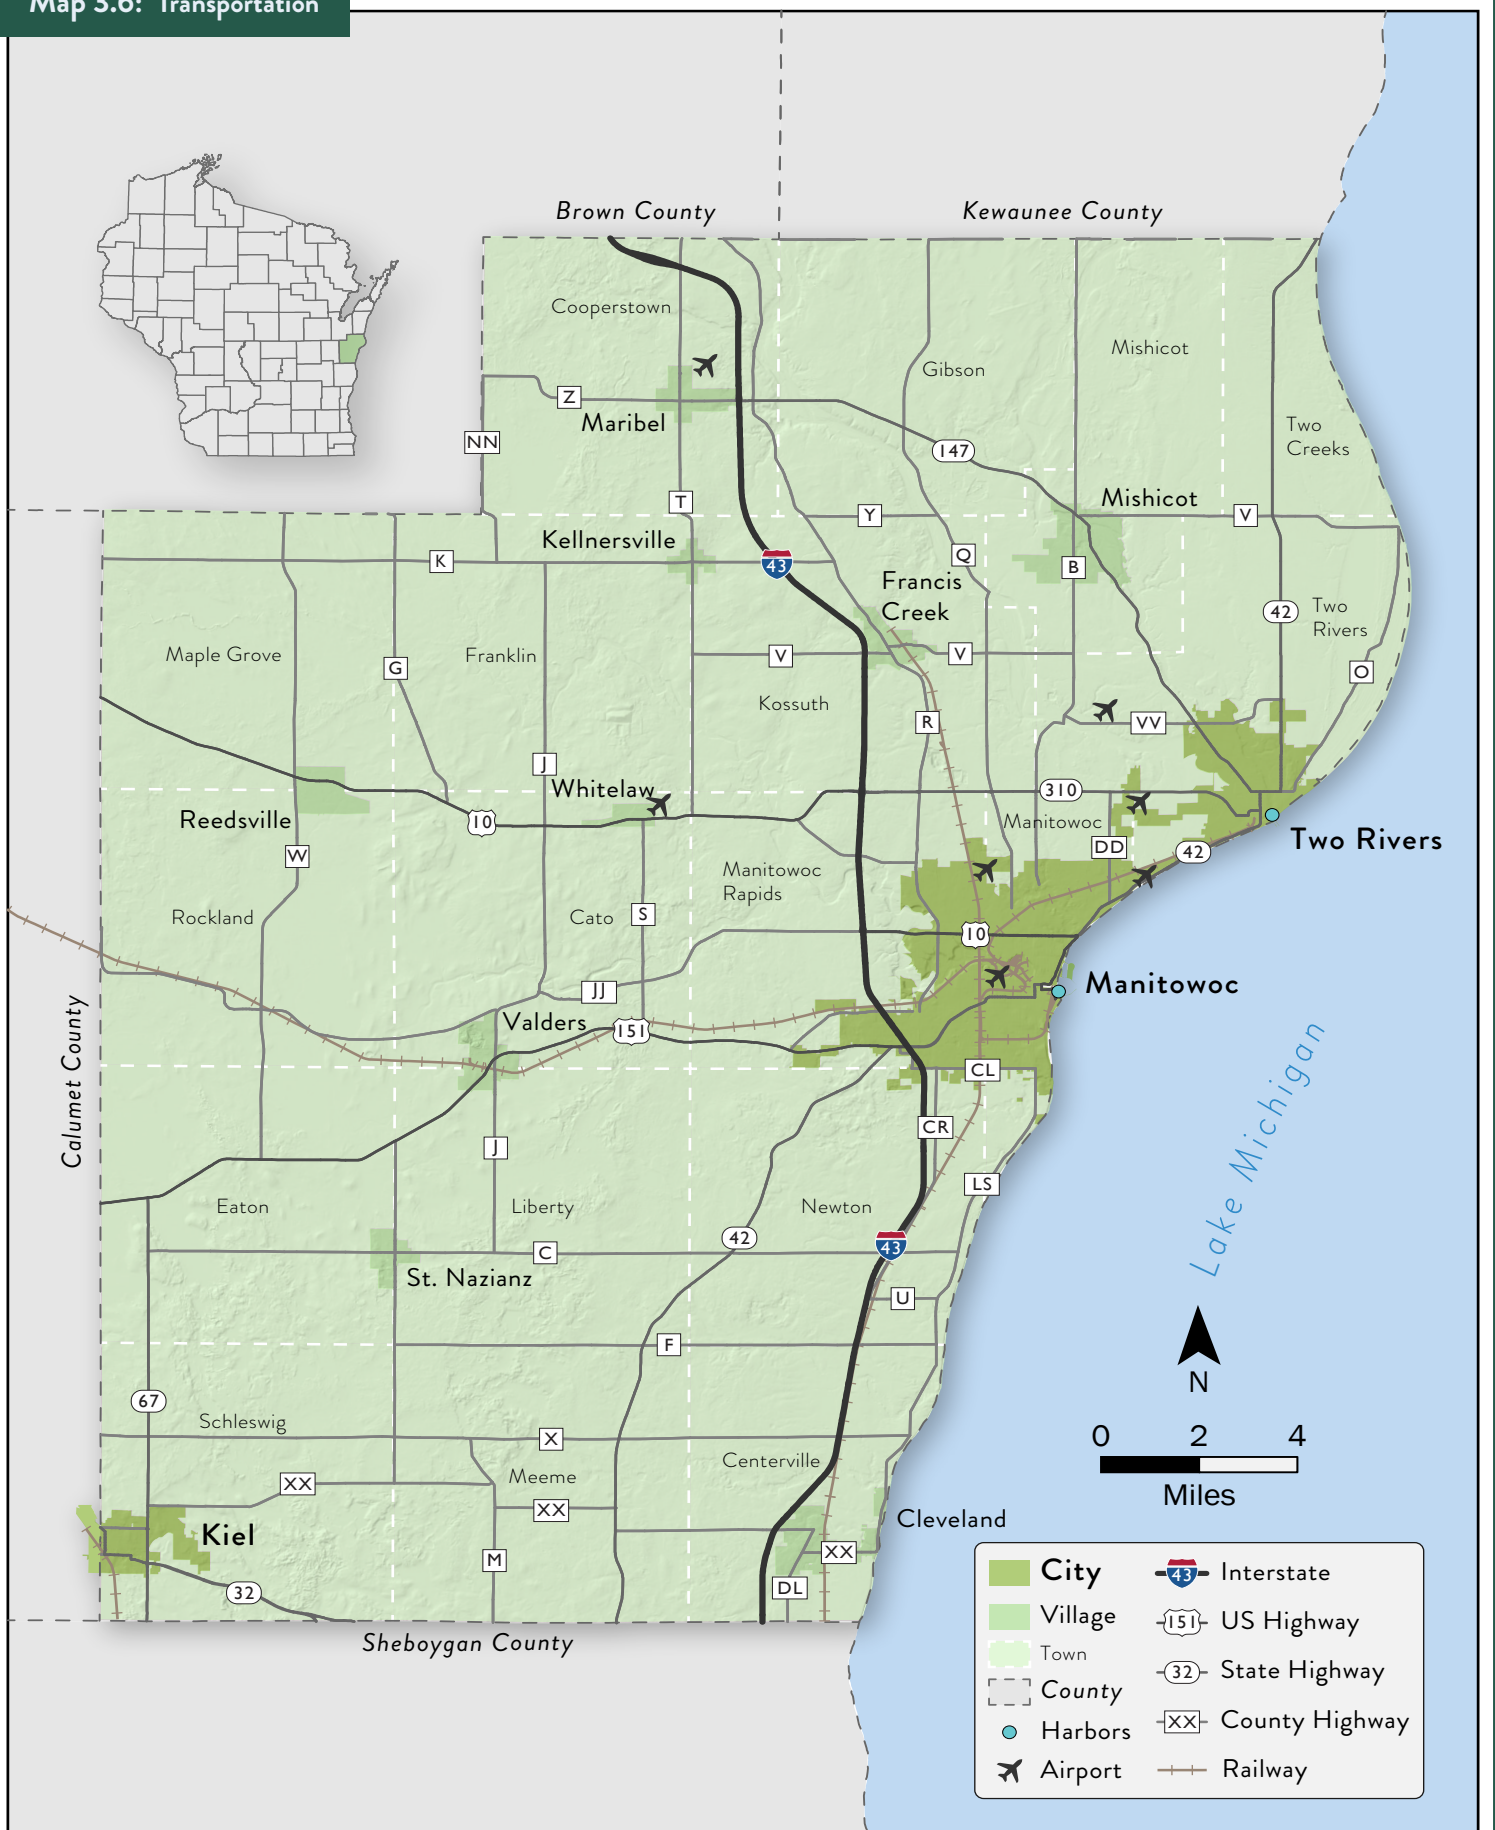 Map 3.6: Transportation
Brown County
Kewaunee County
Cooperstown
Mishicot
Gibson
Z
Maribel
Two
Creeks
NN
147
T
Mishicot
Y
V
Kellnersville
K
43
Q
B
Francis
Creek
42
Two
Rivers
Maple Grove
G
Franklin
V
V
O
Kossuth
R
VV
J
Whitelaw
310
Reedsville
10
Manitowoc
Two Rivers
W
DD
42
Manitowoc
Rapids
Rockland
Cato
S
10
JJ
Manitowoc
Valders
151
Calumet County
CL
Lake Michigan
CR
J
LS
Eaton
Liberty
Newton
42
43
C
St. Nazianz
U
F
N
67
Schleswig
X
0
2
4
Miles
Centerville
Meeme
XX
XX
Cleveland
Kiel
XX
M
DL
32
Sheboygan County
City
Village
Town
County
Harbors
Airport
43
Interstate
151
US Highway
32
State Highway
XX
County Highway
Railway